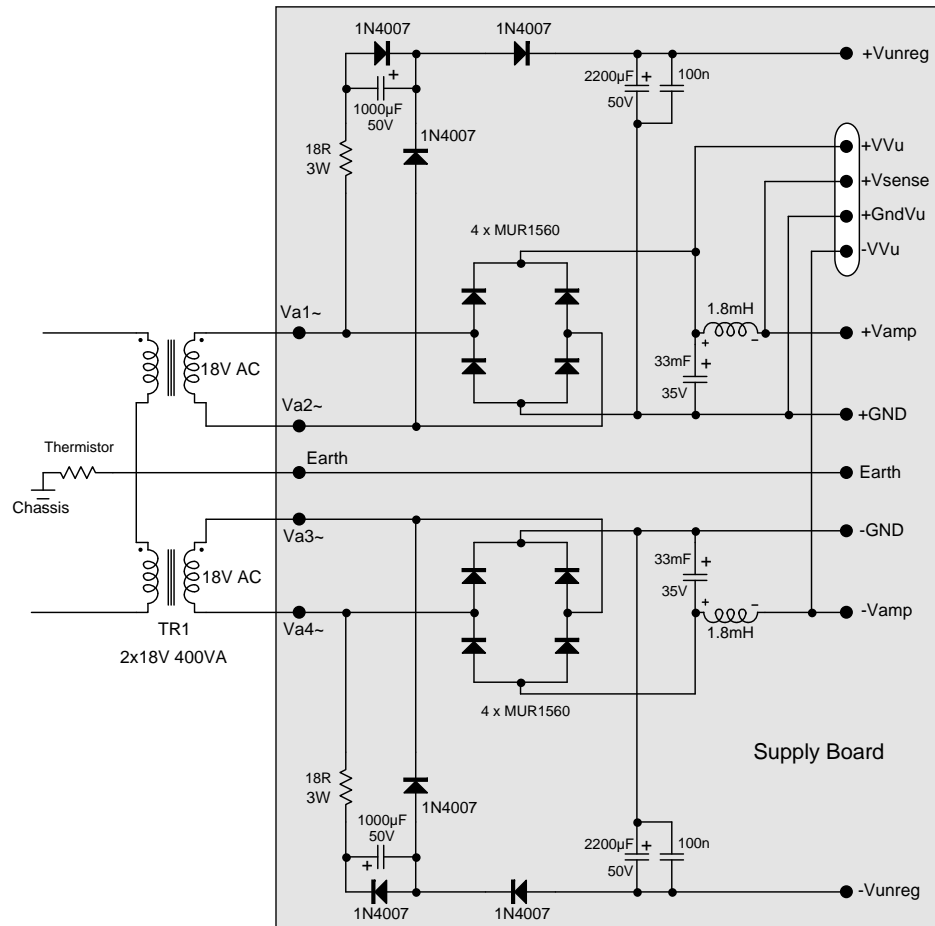 1N4007
1N4007
+Vunreg
+
1000µF
50V
2200µF
50V
+
100n
1N4007
18R
3W
+VVu
+Vsense
+GndVu
-VVu
4 x MUR1560
Va1~
18V AC
1.8mH
+
−
+Vamp
33mF
35V
+
Va2~
+GND
Thermistor
Earth
Earth
Chassis
Va3~
-GND
18V AC
33mF
35V
+
+
−
1.8mH
-Vamp
Va4~
TR1
2x18V 400VA
4 x MUR1560
Supply Board
18R
3W
1N4007
1000µF
50V
+
2200µF
50V
+
100n
-Vunreg
1N4007
1N4007